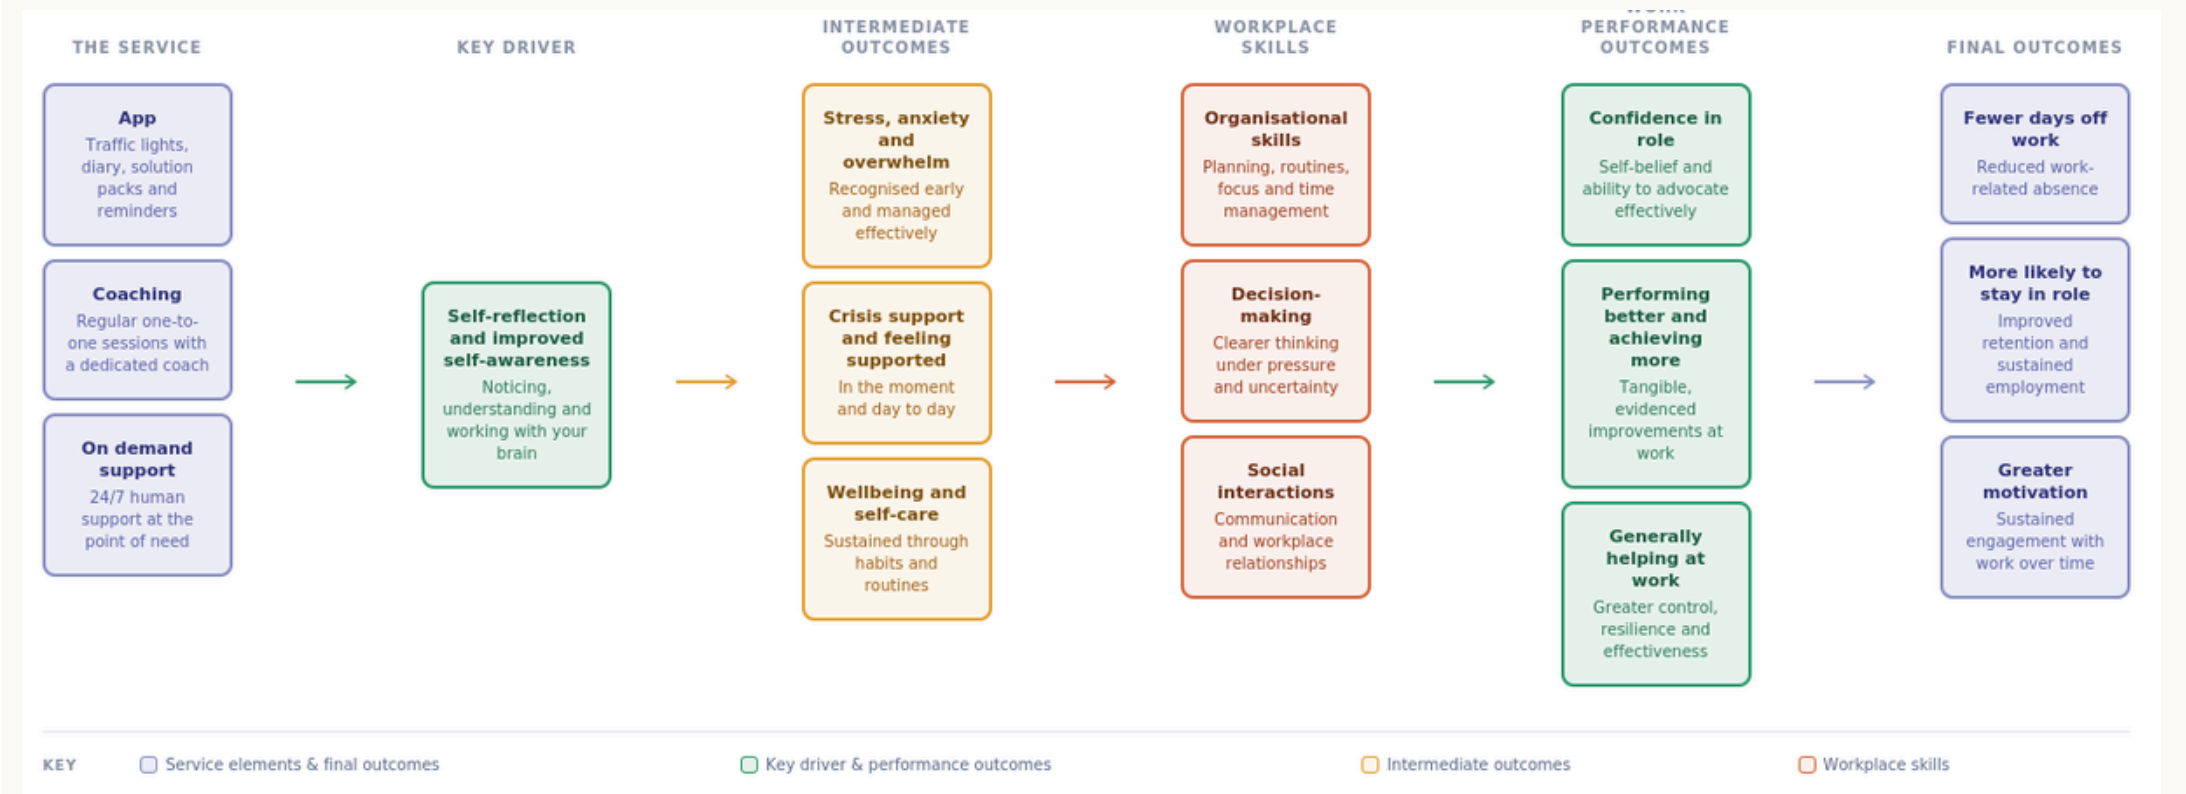 THE SERVICE
App
Traffic lights,
diary, solution
packs and
reminders
Coaching
Regular one-to-
one sessions with
a dedicated coach
On demand
support
24/7 human
support at the
point of need
KEY DRIVER
Self-reflection
and improved
self-awareness
Noticing,
understanding and
working with your
brain
INTERMEDIATE
OUTCOMES
Stress, anxiety
and
overwhelm
Recognised early
and managed
effectively
Crisis support
and feeling
supported
In the moment
and day to day
Wellbeing and
self-care
Sustained through
habits and
routines
WORKPLACE
SKILLS
Organisational
skills
Planning, routines,
focus and time
management
Decision-
making
Clearer thinking
under pressure
and uncertainty
Social
interactions
Communication
and workplace
relationships
WORK
PERFORMANCE
OUTCOMES
Confidence in
role
Self-belief and
ability to advocate
effectively
Performing
better and
achieving
more
Tangible,
evidenced
improvements at
work
Generally
helping at
work
Greater control,
resilience and
effectiveness
FINAL OUTCOMES
Fewer days off
work
Reduced work-
related absence
More likely to
stay in role
Improved
retention and
sustained
employment
Greater
motivation
Sustained
engagement with
work over time
KEY
Service elements & final outcomes
Key driver & performance outcomes
Intermediate outcomes
Workplace skills